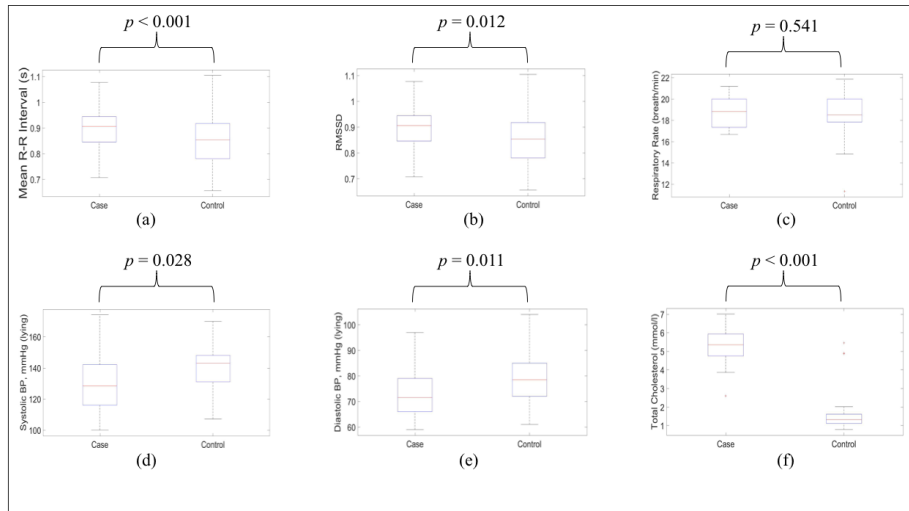 p < 0.001
p = 0.012
p = 0.541
Mean R-R Interval (s)
1.1
1
0.9
0.8
0.7
Case
Control
(a)
RMSSD
1.1
1
0.9
0.8
0.7
Case
Control
(b)
Respiratory Rate (breath/min)
22
20
18
16
14
12
Case
Control
(c)
p = 0.028
p = 0.011
p < 0.001
Systolic BP, mmHg (lying)
160
140
120
100
Case
Control
(d)
Diastolic BP, mmHg (lying)
100
90
80
70
60
Case
Control
(e)
Total Cholesterol (mmol/l)
7
6
5
4
3
2
1
Case
Control
(f)